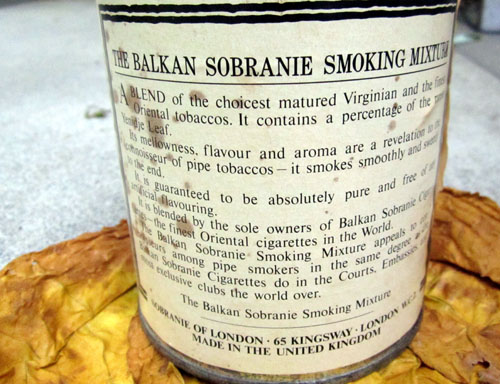 THE BALKAN SOBRANIE SMOKING MIXTURE
A BLEND of the choicest matured Virginian and the finest
Oriental tobaccos. It contains a percentage of the
Yenidje Leaf.
Its mellowness, flavour and aroma are a revelation to the
connoisseur of pipe tobaccos — it smokes smoothly and sweet
to the end.
It is guaranteed to be absolutely pure and free of
artificial flavouring.
It is blended by the sole owners of Balkan Sobranie
the finest Oriental cigarettes in the World.
The Balkan Sobranie Smoking Mixture appeals to
among pipe smokers in the same degree
Sobranie Cigarettes do in the Courts, Embassies
most exclusive clubs the world over.
The Balkan Sobranie Smoking Mixture
SOBRANIE OF LONDON · 65 KINGSWAY · LONDON W.C.
MADE IN THE UNITED KINGDOM